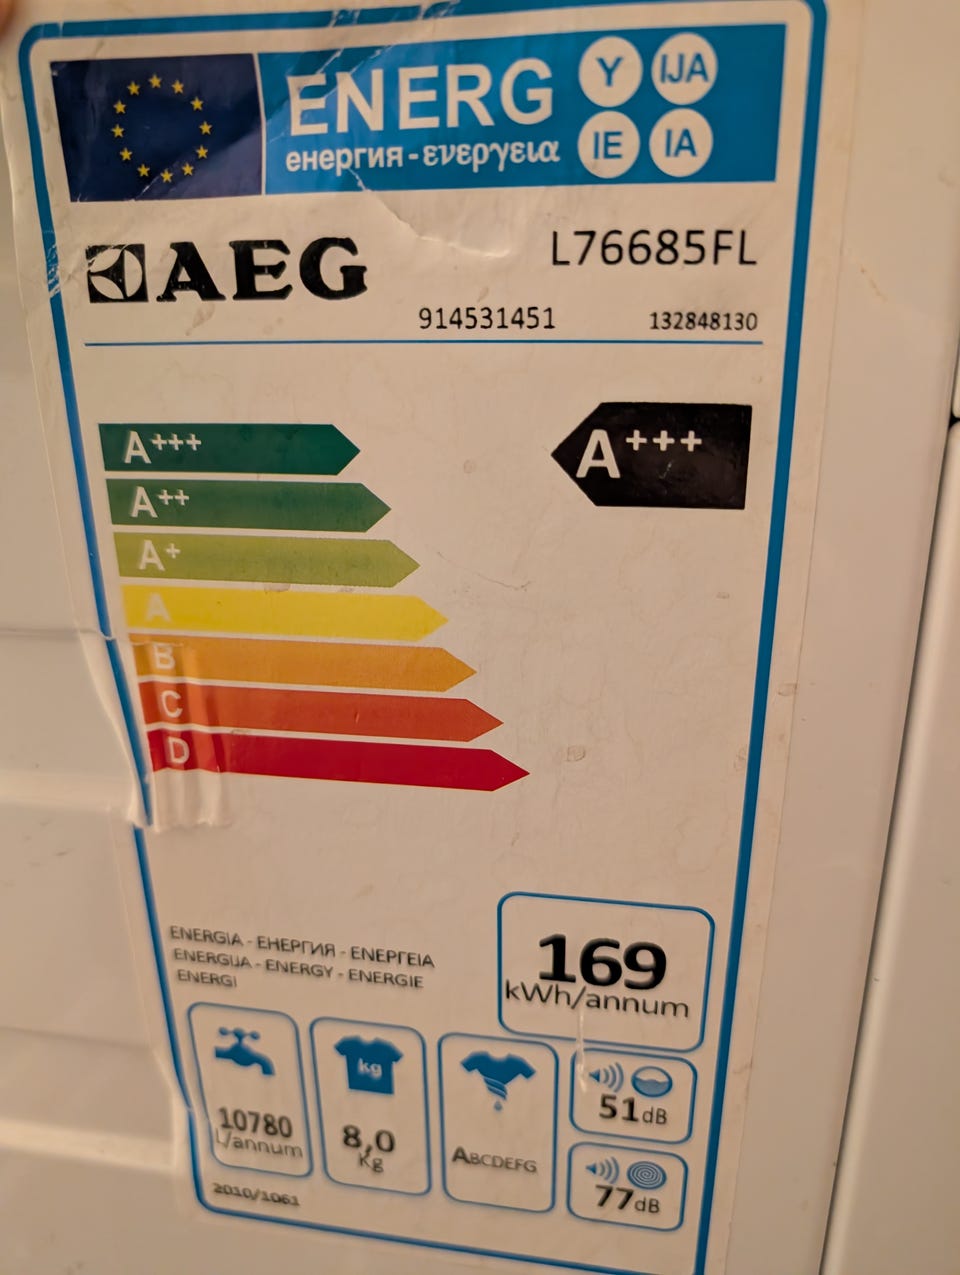 ENERG Y IJA
енергия - ενεργεια IE IA
AEG L76685FL
914531451 132848130
A+++ A+++
A++
A+
A
B
C
D
ENERGIA - ЕНЕРГИЯ - ΕΝΕΡΓΕΙΑ
ENERGIJA - ENERGY - ENERGIE
ENERGI
169
kWh/annum
kg
10780
L/annum
8,0
Kg
ABCDEFG
51dB
77dB
2010/1061